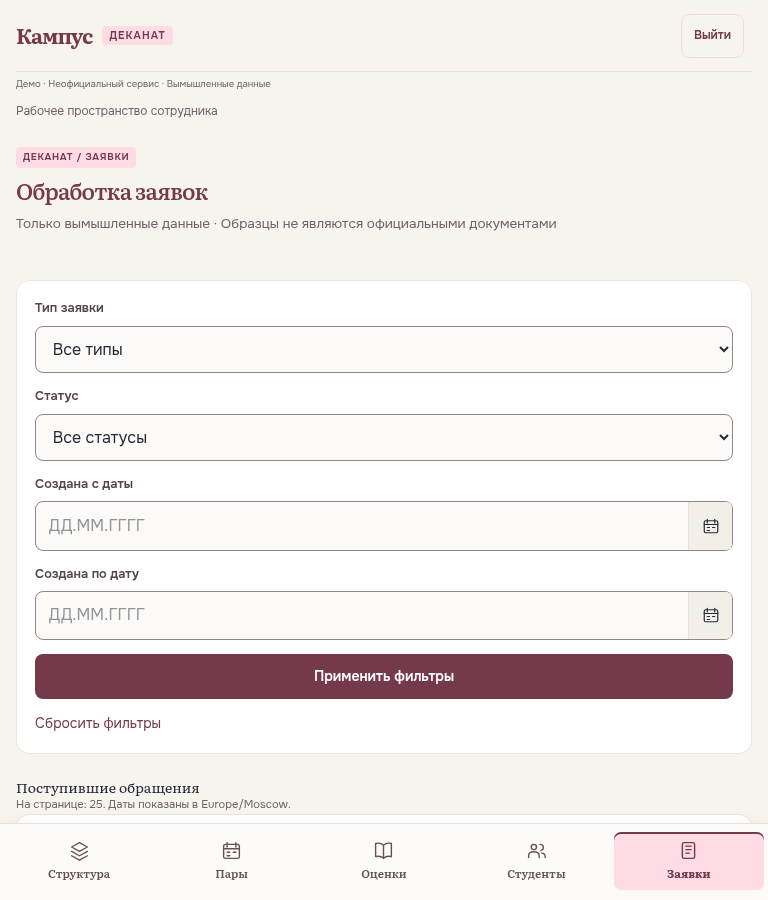 Кампус ДЕКАНАТ Выйти
Демо · Неофициальный сервис · Вымышленные данные
Рабочее пространство сотрудника
ДЕКАНАТ / ЗАЯВКИ
Обработка заявок
Только вымышленные данные · Образцы не являются официальными документами
Тип заявки
Все типы
Статус
Все статусы
Создана с даты
ДД.ММ.ГГГГ
Создана по дату
ДД.ММ.ГГГГ
Применить фильтры
Сбросить фильтры
Поступившие обращения
На странице: 25. Даты показаны в Europe/Moscow.
Структура Пары Оценки Студенты Заявки